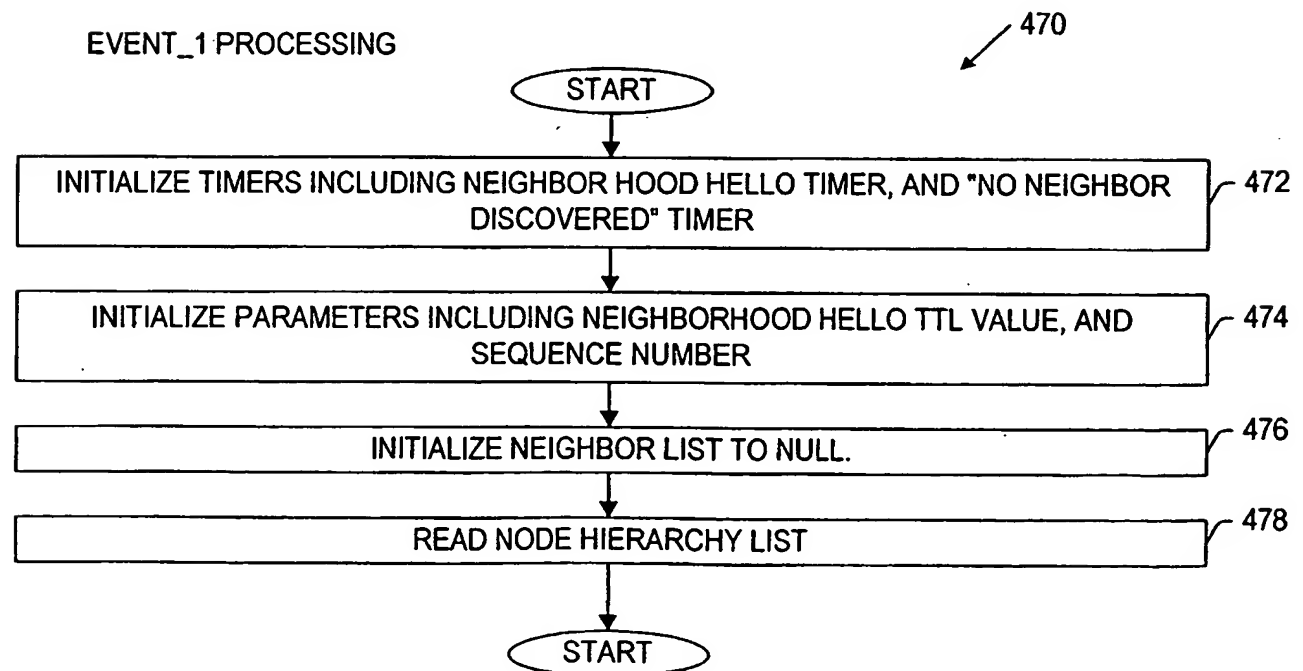 EVENT_1 PROCESSING
470
START
INITIALIZE TIMERS INCLUDING NEIGHBOR HOOD HELLO TIMER, AND "NO NEIGHBOR
DISCOVERED" TIMER
472
INITIALIZE PARAMETERS INCLUDING NEIGHBORHOOD HELLO TTL VALUE, AND
SEQUENCE NUMBER
474
INITIALIZE NEIGHBOR LIST TO NULL.
476
READ NODE HIERARCHY LIST
478
START